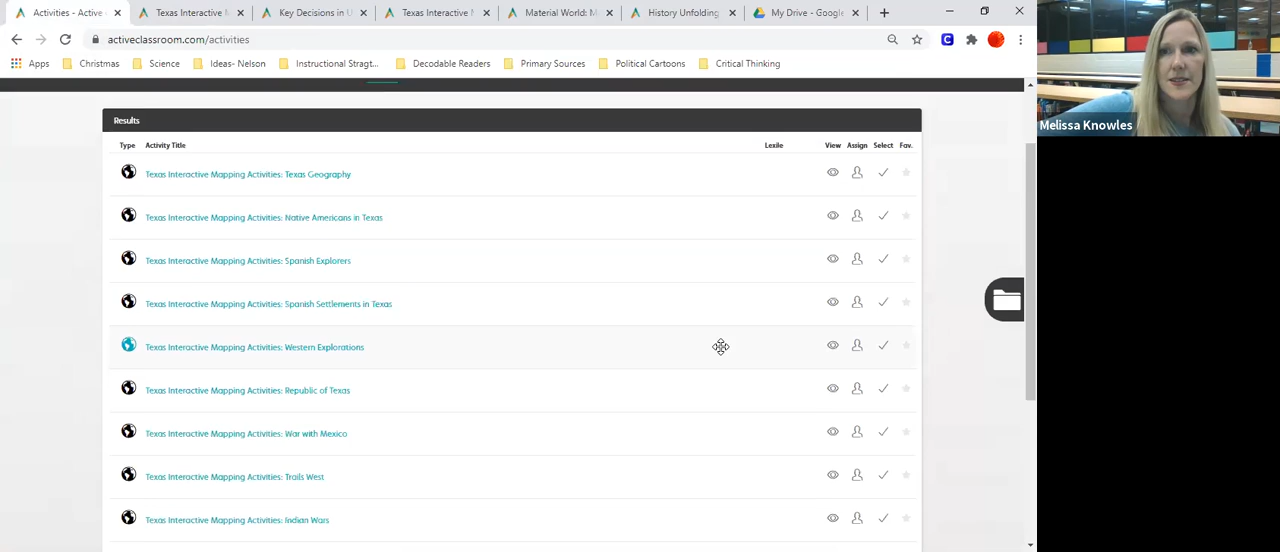 Activities - Active
Texas Interactive M
Key Decisions in U
Texas Interactive M
Material World: M
History Unfolding
My Drive - Google
activeclassroom.com/activities
Apps
Christmas
Science
Ideas- Nelson
Instructional Stragt...
Decodable Readers
Primary Sources
Political Cartoons
Critical Thinking
Melissa Knowles
Results
Type Activity Title Lexile View Assign Select Fav.
Texas Interactive Mapping Activities: Texas Geography
Texas Interactive Mapping Activities: Native Americans in Texas
Texas Interactive Mapping Activities: Spanish Explorers
Texas Interactive Mapping Activities: Spanish Settlements in Texas
Texas Interactive Mapping Activities: Western Explorations
Texas Interactive Mapping Activities: Republic of Texas
Texas Interactive Mapping Activities: War with Mexico
Texas Interactive Mapping Activities: Trails West
Texas Interactive Mapping Activities: Indian Wars